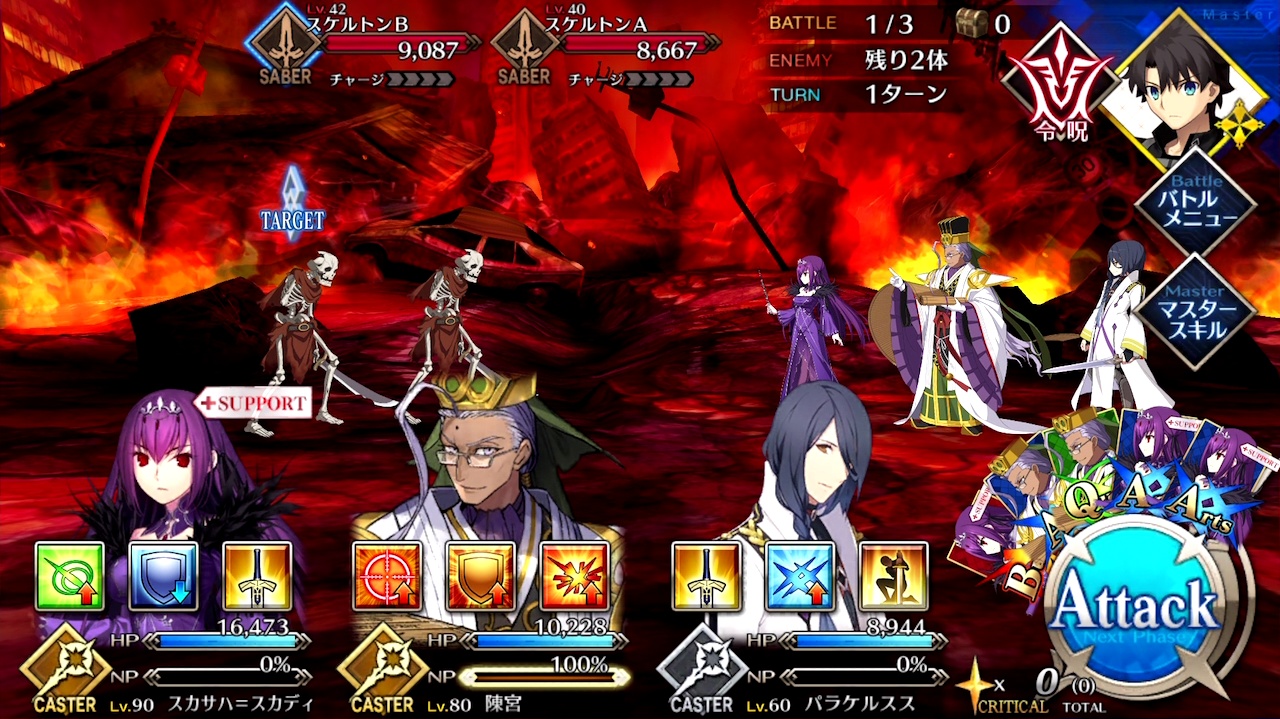 Lv.42
スケルトンB
9,087
SABER
チャージ
Lv.40
スケルトンA
8,667
SABER
チャージ
BATTLE 1/3
0
ENEMY 残り2体
TURN 1ターン
令呪
Master
Battle
バトル
メニュー
Master
マスター
スキル
TARGET
+SUPPORT
+SUPPORT
+SUPPORT
Q
A
Arts
Attack
Next Phase
HP 16,473
NP 0%
CASTER Lv.90 スカサハ=スカディ
HP 10,228
NP 100%
CASTER Lv.80 陳宮
HP 8,944
NP 0%
CASTER Lv.60 パラケルスス
x 0 (0)
CRITICAL TOTAL